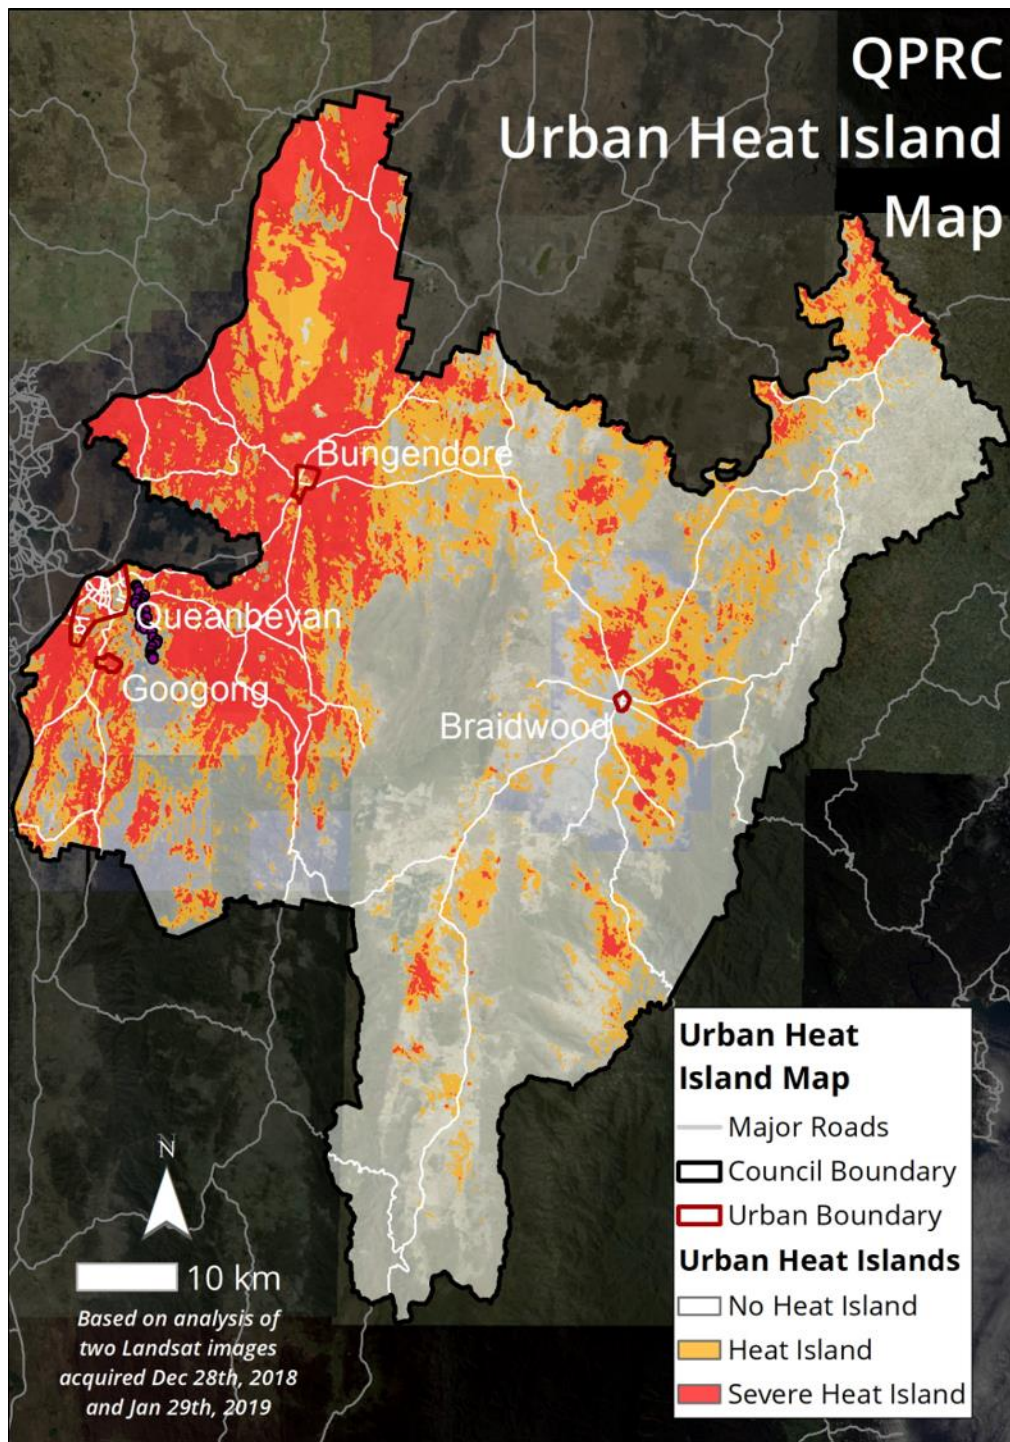 QPRC
Urban Heat Island
Map
Bungendore
Queanbeyan
Googong
Braidwood
N
10 km
Based on analysis of
two Landsat images
acquired Dec 28th, 2018
and Jan 29th, 2019
Urban Heat
Island Map
Major Roads
Council Boundary
Urban Boundary
Urban Heat Islands
No Heat Island
Heat Island
Severe Heat Island